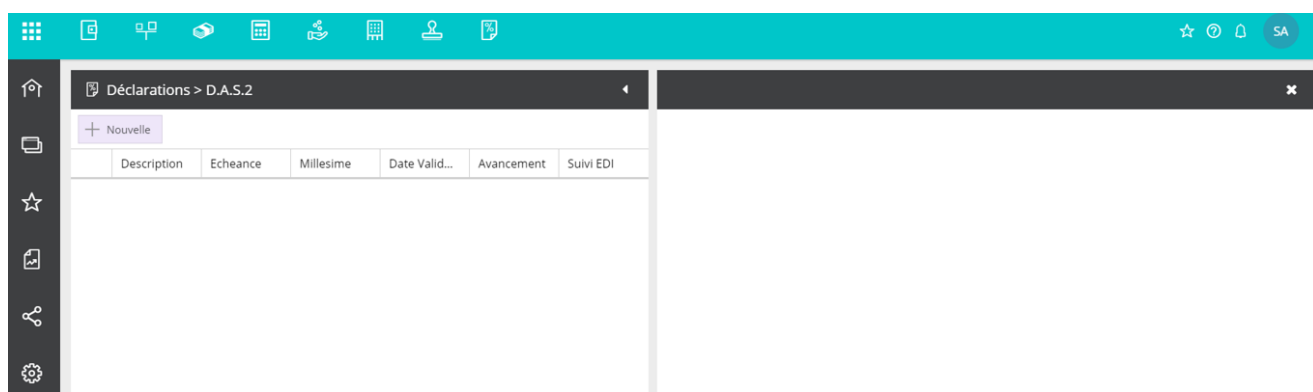 SA
Déclarations > D.A.S.2
Nouvelle
Description Echeance Millesime Date Valid... Avancement Suivi EDI